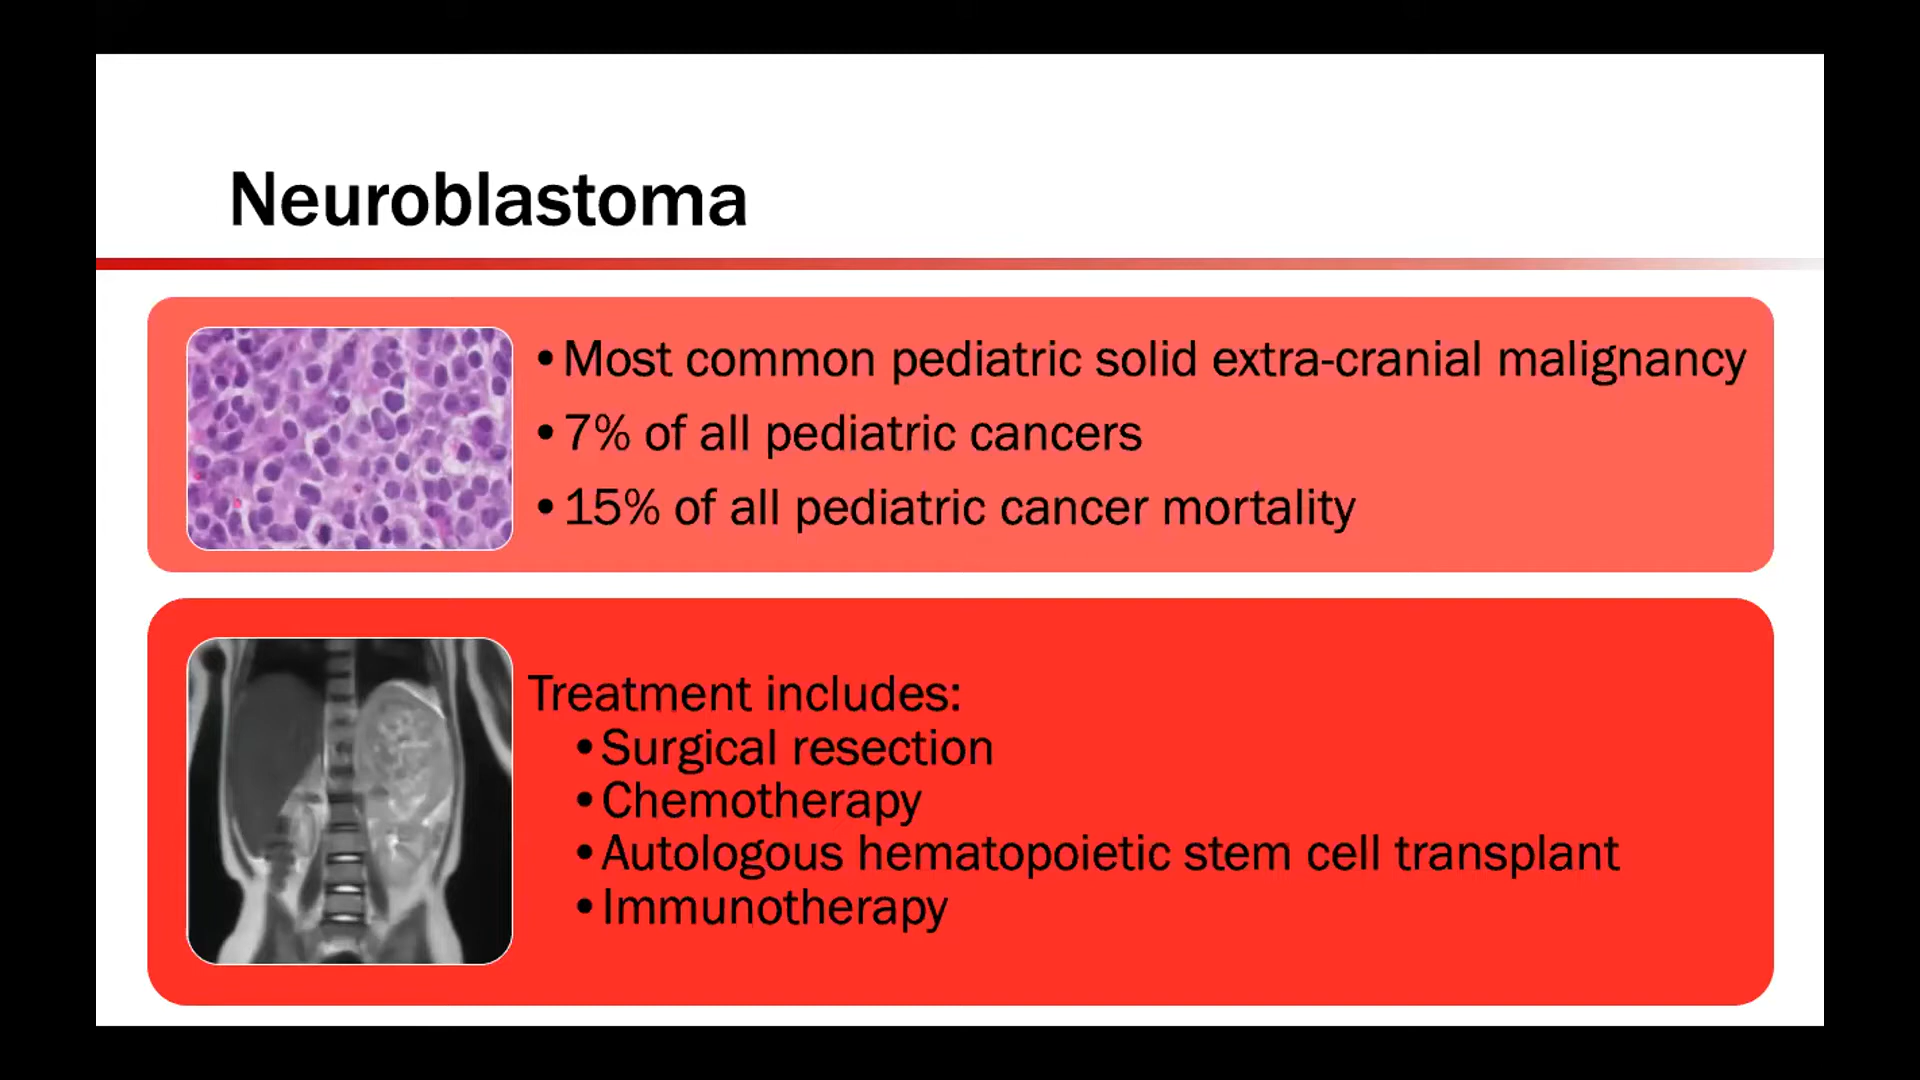 Neuroblastoma
•Most common pediatric solid extra-cranial malignancy
•7% of all pediatric cancers
•15% of all pediatric cancer mortality
Treatment includes:
•Surgical resection
•Chemotherapy
•Autologous hematopoietic stem cell transplant
•Immunotherapy